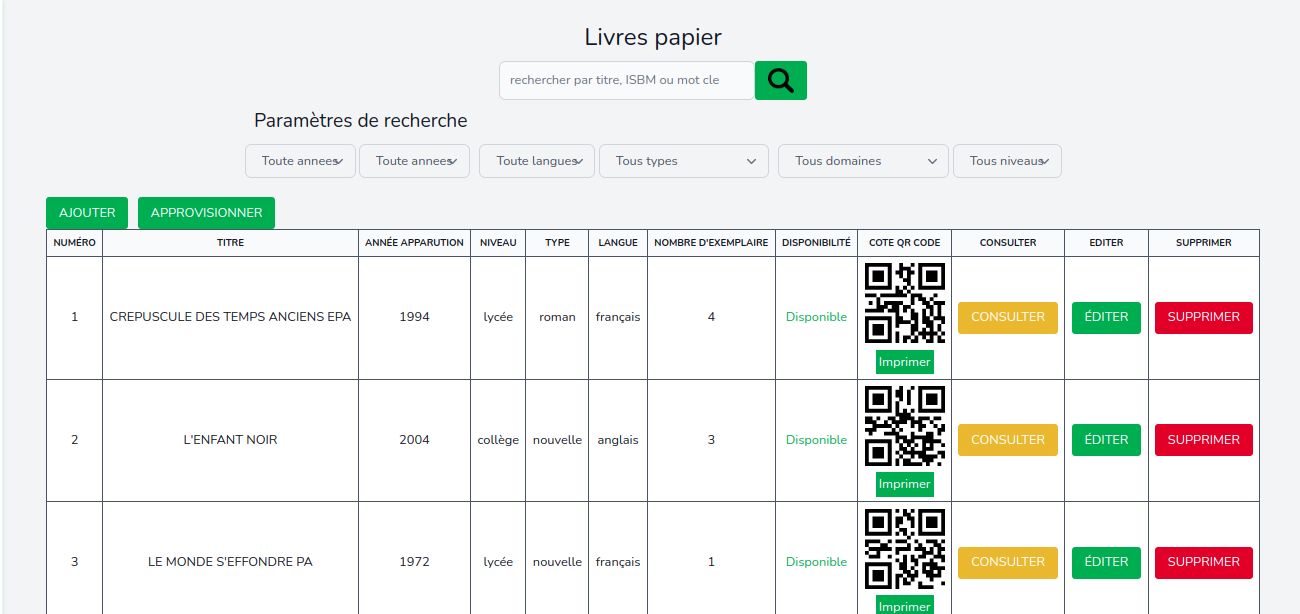 Livres papier
rechercher par titre, ISBM ou mot cle
Paramètres de recherche
Toute annees Toute annees Toute langues Tous types Tous domaines Tous niveaus
AJOUTER APPROVISIONNER
NUMÉRO TITRE ANNÉE APPARUTION NIVEAU TYPE LANGUE NOMBRE D'EXEMPLAIRE DISPONIBILITÉ COTE QR CODE CONSULTER EDITER SUPPRIMER
1 CREPUSCULE DES TEMPS ANCIENS EPA 1994 lycée roman français 4 Disponible CONSULTER ÉDITER SUPPRIMER
Imprimer
2 L'ENFANT NOIR 2004 collège nouvelle anglais 3 Disponible CONSULTER ÉDITER SUPPRIMER
Imprimer
3 LE MONDE S'EFFONDRE PA 1972 lycée nouvelle français 1 Disponible CONSULTER ÉDITER SUPPRIMER
Imprimer